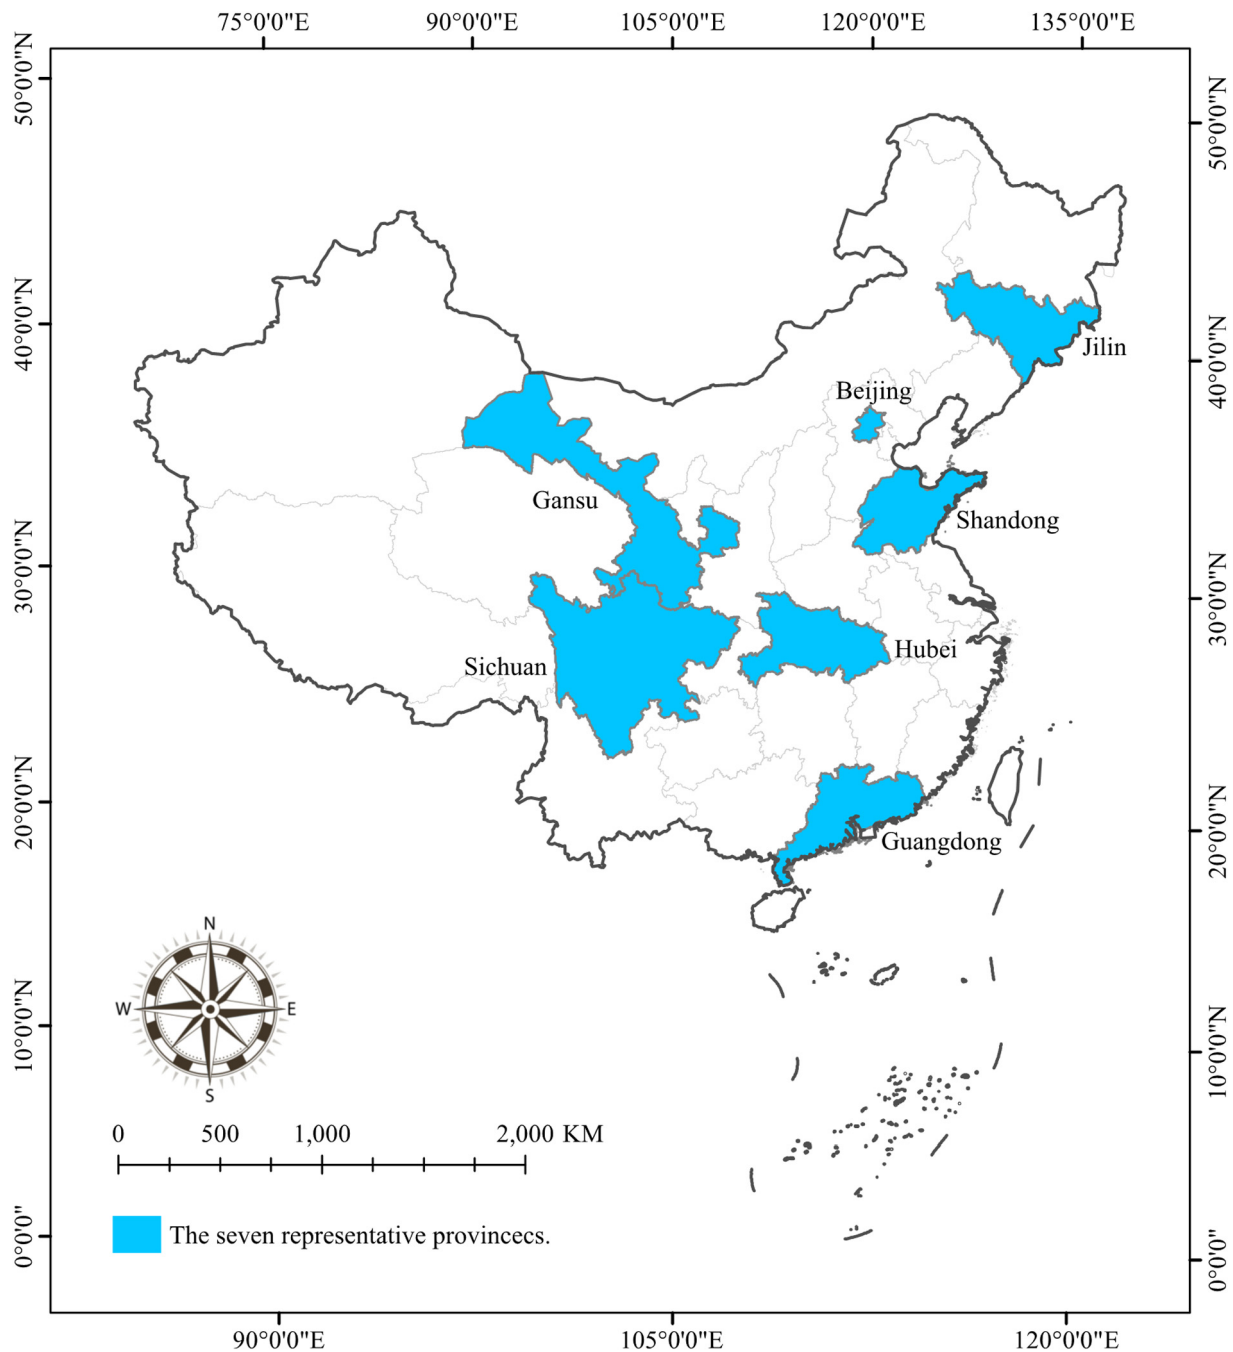 75°0'0"E 90°0'0"E 105°0'0"E 120°0'0"E 135°0'0"E
50°0'0"N
40°0'0"N
30°0'0"N
20°0'0"N
10°0'0"N
0°0'0"
50°0'0"N
40°0'0"N
30°0'0"N
20°0'0"N
10°0'0"N
0°0'0"
Jilin
Beijing
Gansu
Shandong
Hubei
Sichuan
Guangdong
N
W E
S
0 500 1,000 2,000 KM
The seven representative provincecs.
90°0'0"E 105°0'0"E 120°0'0"E